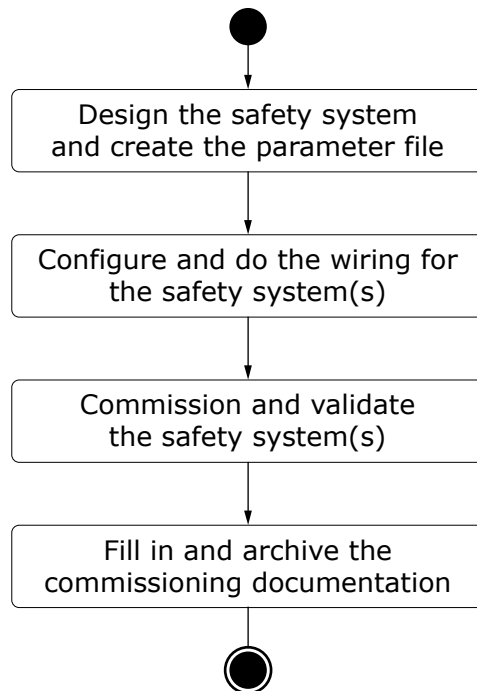 Design the safety system
and create the parameter file
Configure and do the wiring for
the safety system(s)
Commission and validate
the safety system(s)
Fill in and archive the
commissioning documentation